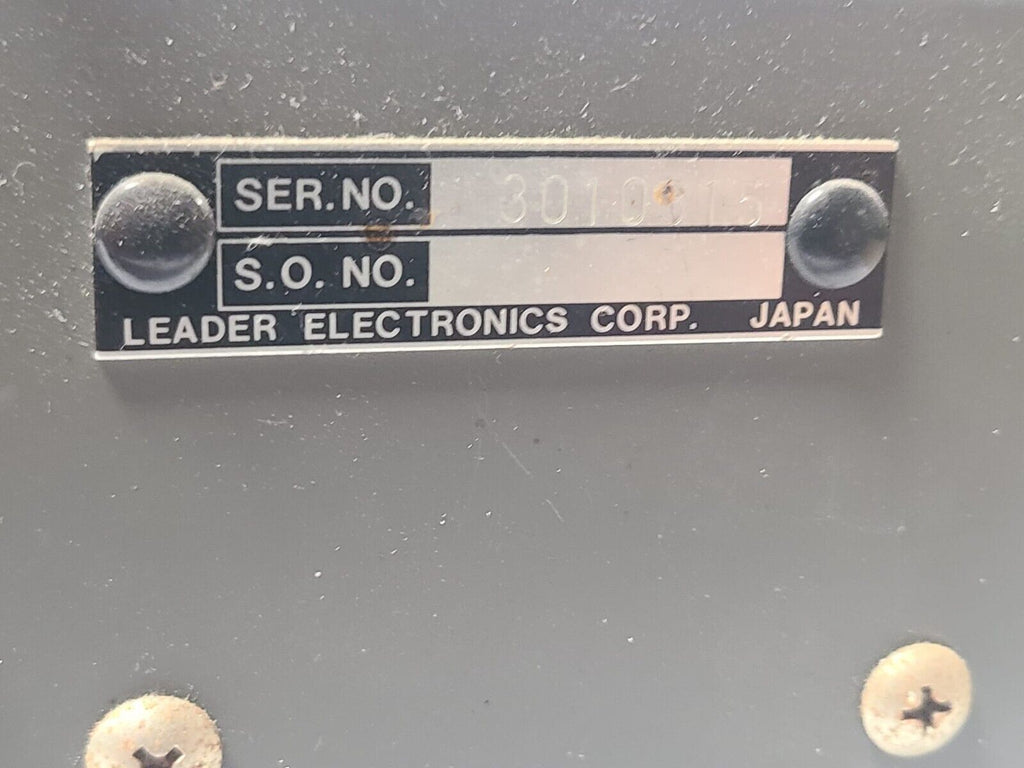 SER. NO.
S.O. NO.
LEADER ELECTRONICS CORP. JAPAN